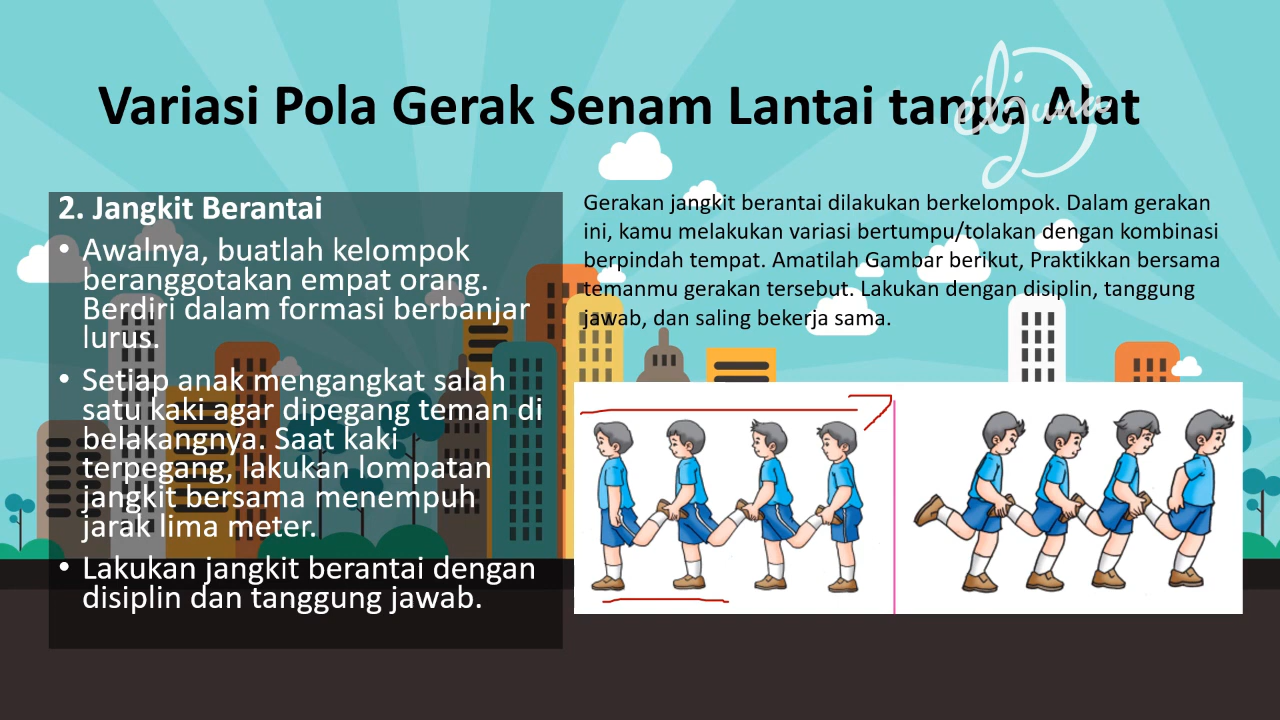 Variasi Pola Gerak Senam Lantai tanpa Alat
2. Jangkit Berantai
• Awalnya, buatlah kelompok
beranggotakan empat orang.
Berdiri dalam formasi berbanjar
lurus.
• Setiap anak mengangkat salah
satu kaki agar dipegang teman di
belakangnya. Saat kaki
terpegang, lakukan lompatan
jangkit bersama menempuh
jarak lima meter.
• Lakukan jangkit berantai dengan
disiplin dan tanggung jawab.
Gerakan jangkit berantai dilakukan berkelompok. Dalam gerakan
ini, kamu melakukan variasi bertumpu/tolakan dengan kombinasi
berpindah tempat. Amatilah Gambar berikut, Praktikkan bersama
temanmu gerakan tersebut. Lakukan dengan disiplin, tanggung
jawab, dan saling bekerja sama.